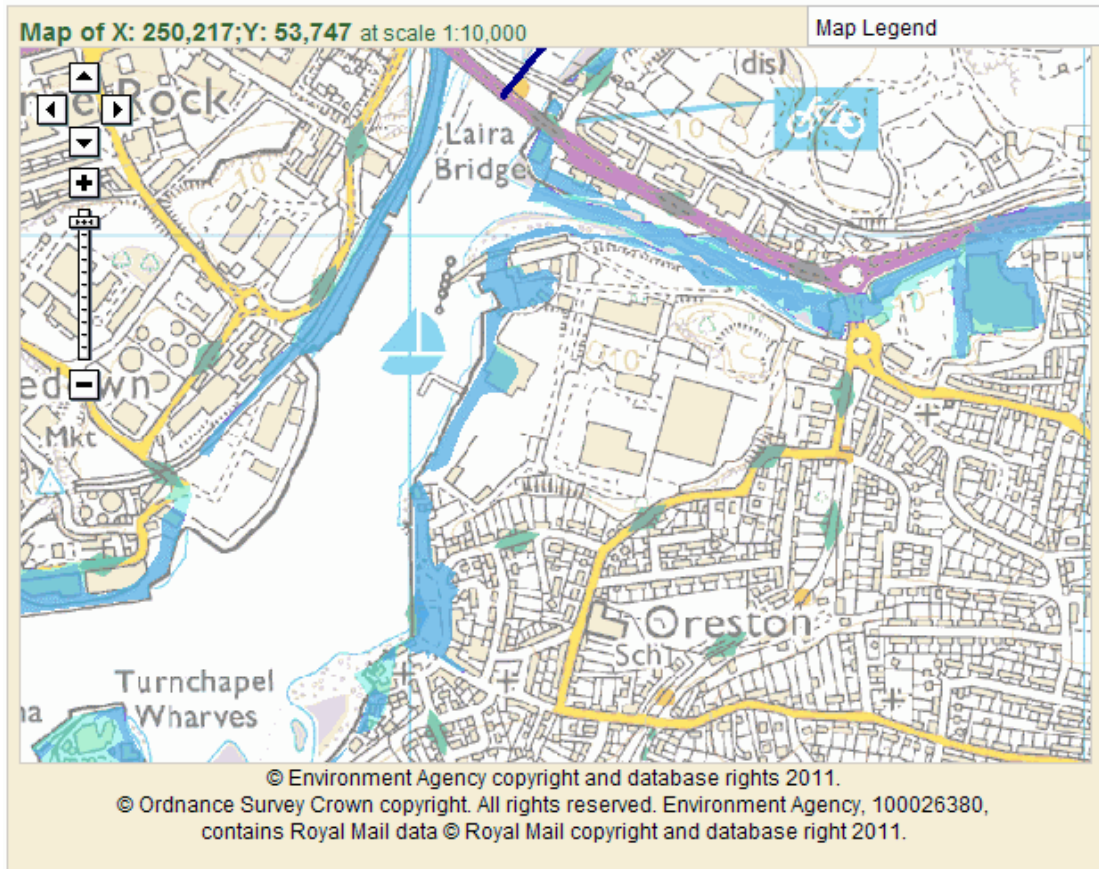 Map of X: 250,217;Y: 53,747 at scale 1:10,000
Map Legend
Rock
(dis)
Laira
Bridge
10
10
10
10
Mkt
Oreston
Sch
Turnchapel
Wharves
© Environment Agency copyright and database rights 2011.
© Ordnance Survey Crown copyright. All rights reserved. Environment Agency, 100026380,
contains Royal Mail data © Royal Mail copyright and database right 2011.